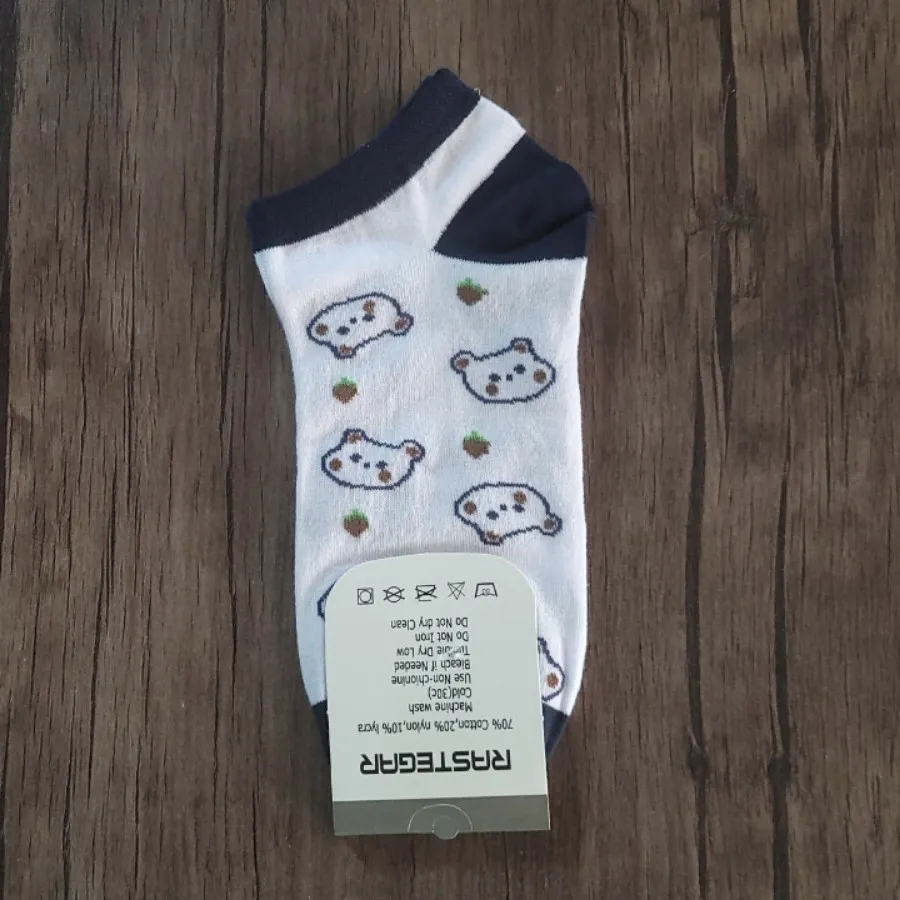 RASTEGAR
70% Cotton,20% nylon,10% lycra
Machine wash
Cold(30c)
Use Non-chionine
Bleach if Needed
Tumble Dry Low
Do Not Iron
Do Not dry Clean